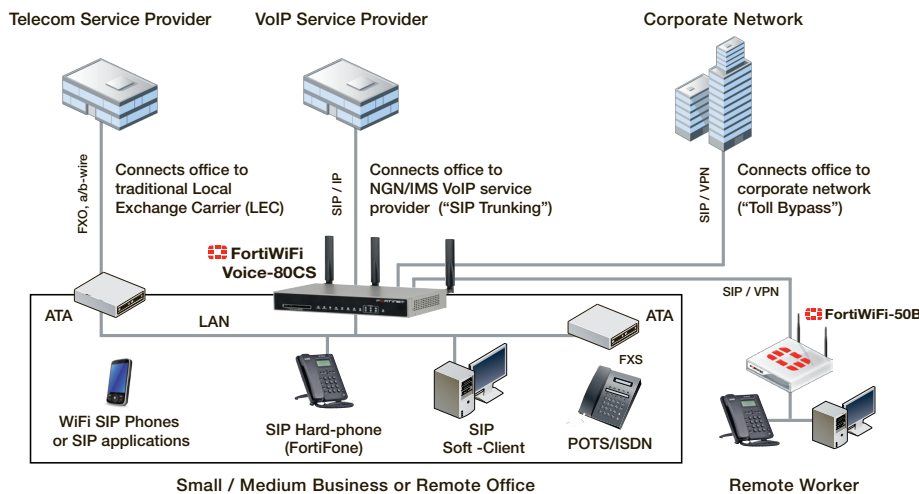 Telecom Service Provider
VoIP Service Provider
Corporate Network
FXO, a/b-wire
Connects office to
traditional Local
Exchange Carrier (LEC)
SIP / IP
Connects office to
NGN/IMS VoIP service
provider (“SIP Trunking”)
SIP / VPN
Connects office to
corporate network
(“Toll Bypass”)
FortiWiFi
Voice-80CS
SIP / VPN
FORTINET
ATA
LAN
ATA
FortiWiFi-50B
FXS
WiFi SIP Phones
or SIP applications
SIP Hard-phone
(FortiFone)
SIP
Soft -Client
POTS/ISDN
Small / Medium Business or Remote Office
Remote Worker